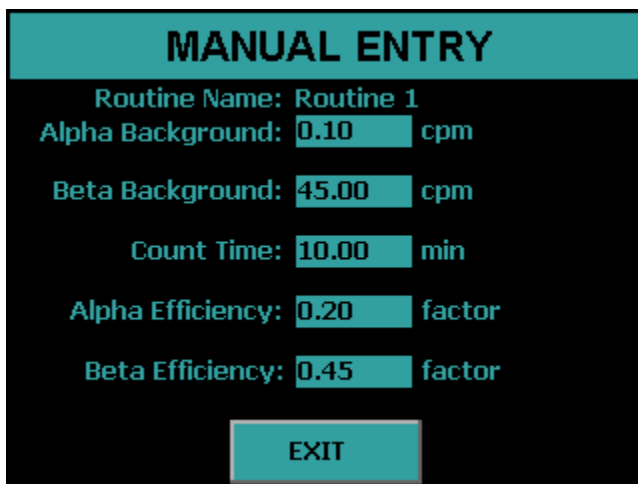 MANUAL ENTRY
Routine Name: Routine 1
Alpha Background: 0.10 cpm
Beta Background: 45.00 cpm
Count Time: 10.00 min
Alpha Efficiency: 0.20 factor
Beta Efficiency: 0.45 factor
EXIT